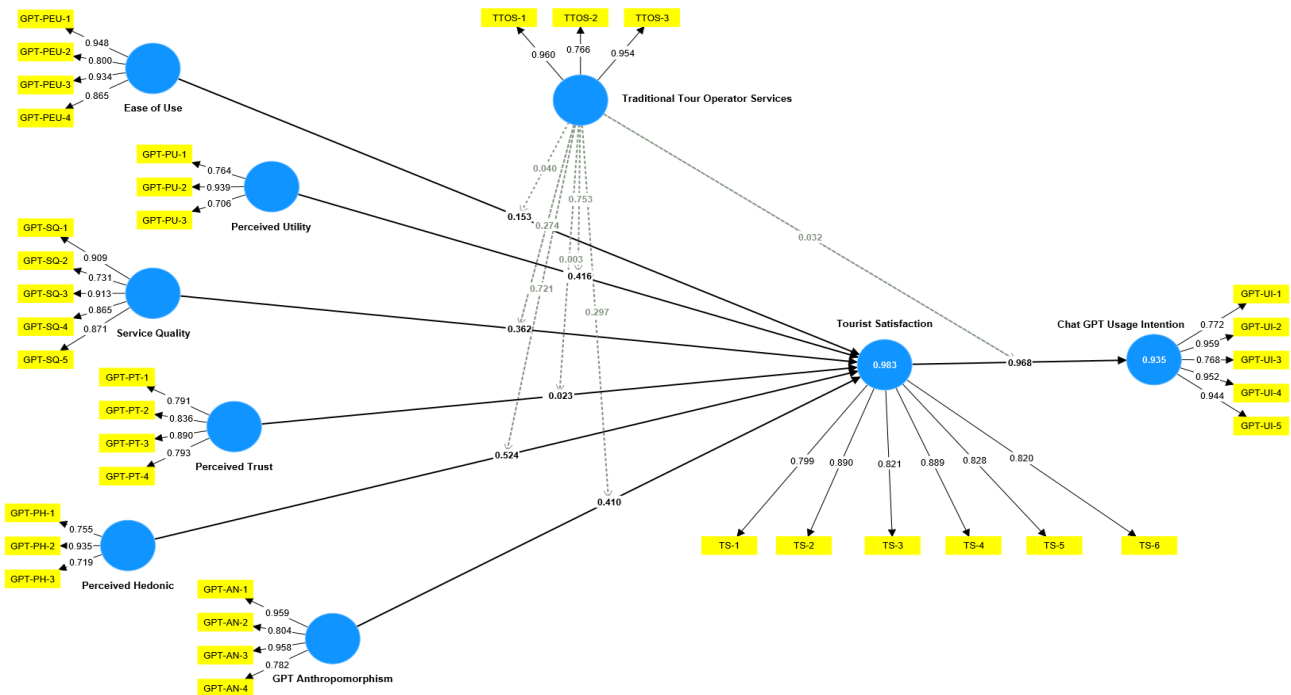 GPT-PEU-1
GPT-PEU-2
GPT-PEU-3
GPT-PEU-4
0.948
0.800
0.934
0.865
Ease of Use
TTOS-1
TTOS-2
TTOS-3
0.960
0.766
0.954
Traditional Tour Operator Services
GPT-PU-1
GPT-PU-2
GPT-PU-3
0.764
0.939
0.706
Perceived Utility
GPT-SQ-1
GPT-SQ-2
GPT-SQ-3
GPT-SQ-4
GPT-SQ-5
0.909
0.731
0.913
0.865
0.871
Service Quality
GPT-PT-1
GPT-PT-2
GPT-PT-3
GPT-PT-4
0.791
0.836
0.890
0.793
Perceived Trust
GPT-PH-1
GPT-PH-2
GPT-PH-3
0.755
0.935
0.719
Perceived Hedonic
GPT-AN-1
GPT-AN-2
GPT-AN-3
GPT-AN-4
0.959
0.804
0.958
0.782
GPT Anthropomorphism
0.040
0.274
0.753
0.003
0.721
0.297
0.032
0.153
0.416
0.362
0.023
0.524
0.410
Tourist Satisfaction
0.983
0.968
0.799
0.890
0.821
0.889
0.828
0.820
TS-1
TS-2
TS-3
TS-4
TS-5
TS-6
Chat GPT Usage Intention
0.935
0.772
0.959
0.768
0.952
0.944
GPT-UI-1
GPT-UI-2
GPT-UI-3
GPT-UI-4
GPT-UI-5